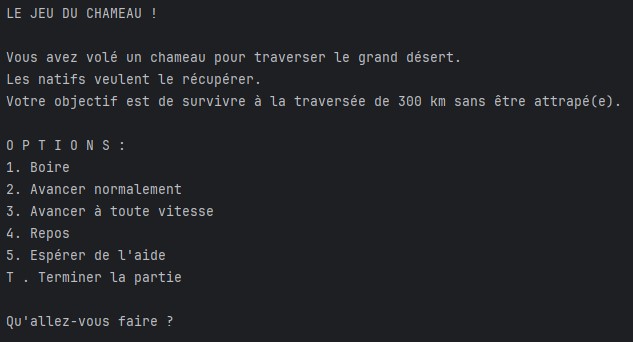 LE JEU DU CHAMEAU !
Vous avez volé un chameau pour traverser le grand désert.
Les natifs veulent le récupérer.
Votre objectif est de survivre à la traversée de 300 km sans être attrapé(e).
O P T I O N S :
1. Boire
2. Avancer normalement
3. Avancer à toute vitesse
4. Repos
5. Espérer de l'aide
T . Terminer la partie
Qu'allez-vous faire ?